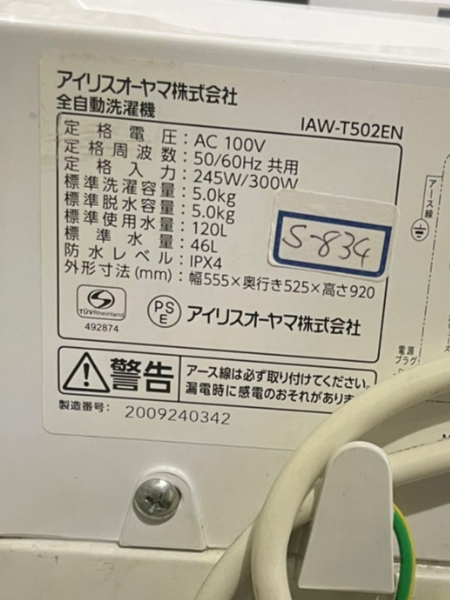 アイリスオーヤマ株式会社
全自動洗濯機
IAW-T502EN
定格電圧：AC 100V
定格周波数：50/60Hz 共用
定格入力：245W/300W
標準洗濯容量：5.0kg
標準脱水容量：5.0kg
標準使用水量：120L
標準水量：46L
防水レベル：IPX4
外形寸法(mm)：幅555×奥行き525×高さ920
S-834
アース線
TÜVRheinland
492874
PSE
アイリスオーヤマ株式会社
電源
プラグ
警告
アース線は必ず取り付けてください。
漏電時に感電のおそれがありま
製造番号：2009240342